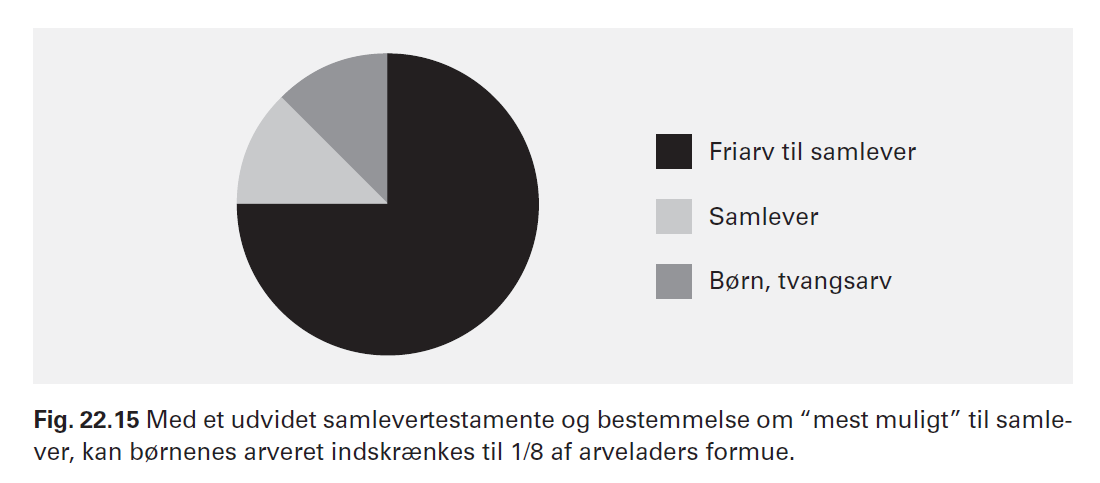 Friarv til samlever
Samlever
Børn, tvangsarv
Fig. 22.15 Med et udvidet samlevertestamente og bestemmelse om “mest muligt” til samle-
ver, kan børnenes arveret indskrænkes til 1/8 af arveladers formue.